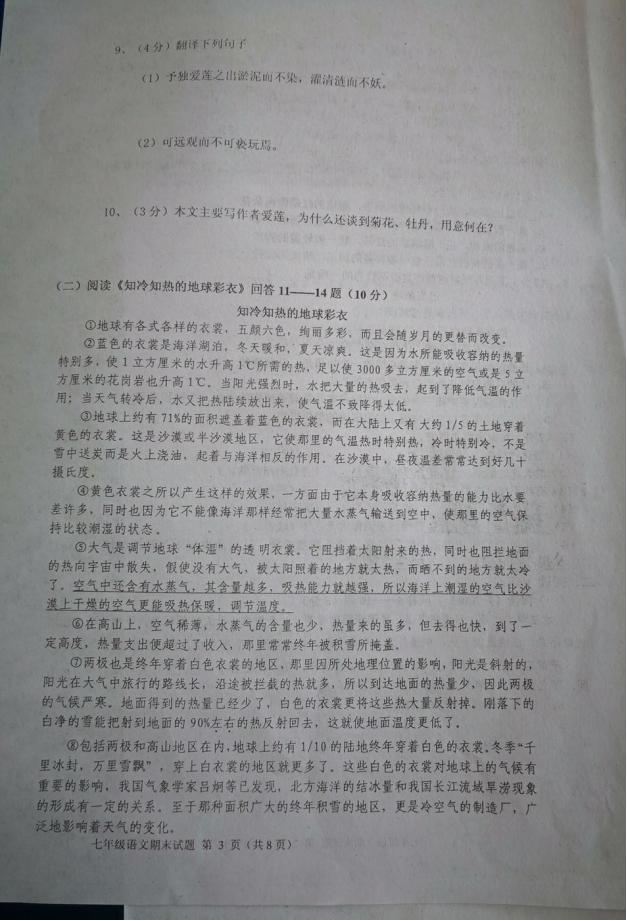 9、（4分）翻译下列句子
（1）予独爱莲之出淤泥而不染，濯清涟而不妖。
（2）可远观而不可亵玩焉。
10、（3分）本文主要写作者爱莲，为什么还谈到菊花、牡丹，用意何在？
（二）阅读《知冷知热的地球彩衣》回答11——14题（10分）
知冷知热的地球彩衣
①地球有各式各样的衣裳，五颜六色，绚丽多彩，而且会随岁月的更替而改变。
②蓝色的衣裳是海洋湖泊，冬天暖和，夏天凉爽。这是因为水所能吸收容纳的热量
特别多，使1立方厘米的水升高1℃所需的热，足以使3000多立方厘米的空气或是5立
方厘米的花岗岩也升高1℃。当阳光强烈时，水把大量的热吸去，起到了降低气温的作
用；当天气转冷后，水又把热陆续放出来，使气温不致降得太低。
③地球上约有71%的面积遮盖着蓝色的衣裳，而在大陆上又有大约1/5的土地穿着
黄色的衣裳。这是沙漠或半沙漠地区，它使那里的气温热时特别热，冷时特别冷，不是
雪中送炭而是火上浇油，起着与海洋相反的作用。在沙漠中，昼夜温差常常达到好几十
摄氏度。
④黄色衣裳之所以产生这样的效果，一方面由于它本身吸收容纳热量的能力比水要
差许多，同时也因为它不能像海洋那样经常把大量水蒸气输送到空中，使那里的空气保
持比较潮湿的状态。
⑤大气是调节地球“体温”的透明衣裳。它阻挡着太阳射来的热，同时也阻拦地面
的热向宇宙中散失，假使没有大气，被太阳照着的地方就太热，而晒不到的地方就太冷
了。空气中还含有水蒸气，其含量越多，吸热能力就越强，所以海洋上潮湿的空气比沙
漠上干燥的空气更能吸热保暖，调节温度。
⑥在高山上，空气稀薄，水蒸气的含量也少，热量来的虽多，但去得也快，到了一
定高度，热量支出便超过了收入，那里常常终年被积雪所掩盖。
⑦两极也是终年穿着白色衣裳的地区，那里因所处地理位置的影响，阳光是斜射的，
阳光在大气中旅行的路线长，沿途被拦截的热就多，所以到达地面的热量少，因此两极
的气候严寒。地面得到的热量已经少了，白色的衣裳更将这些热大量反射掉。刚落下的
白净的雪能把射到地面的90%左右的热反射回去，这就使地面温度更低了。
⑧包括两极和高山地区在内，地球上约有1/10的陆地终年穿着白色的衣裳。冬季“千
里冰封，万里雪飘”，穿上白衣裳的地区就更多了。这些白色的衣裳对地球上的气候有
重要的影响，我国气象学家吕炯等已发现，北方海洋的结冰量和我国长江流域旱涝现象
的形成有一定的关系。至于那种面积广大的终年积雪的地区，更是冷空气的制造厂，广
泛地影响着天气的变化。
七年级语文期末试题 第 3 页（共8页）